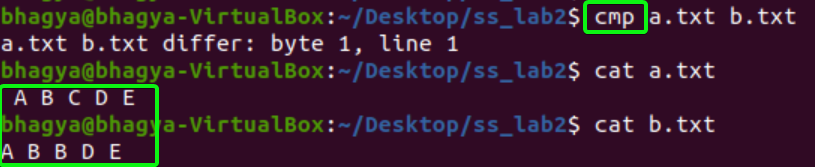 bhagya@bhagya-VirtualBox:~/Desktop/ss_lab2$ cmp a.txt b.txt
a.txt b.txt differ: byte 1, line 1
bhagya@bhagya-VirtualBox:~/Desktop/ss_lab2$ cat a.txt
 A B C D E
bhagya@bhagya-VirtualBox:~/Desktop/ss_lab2$ cat b.txt
A B B D E